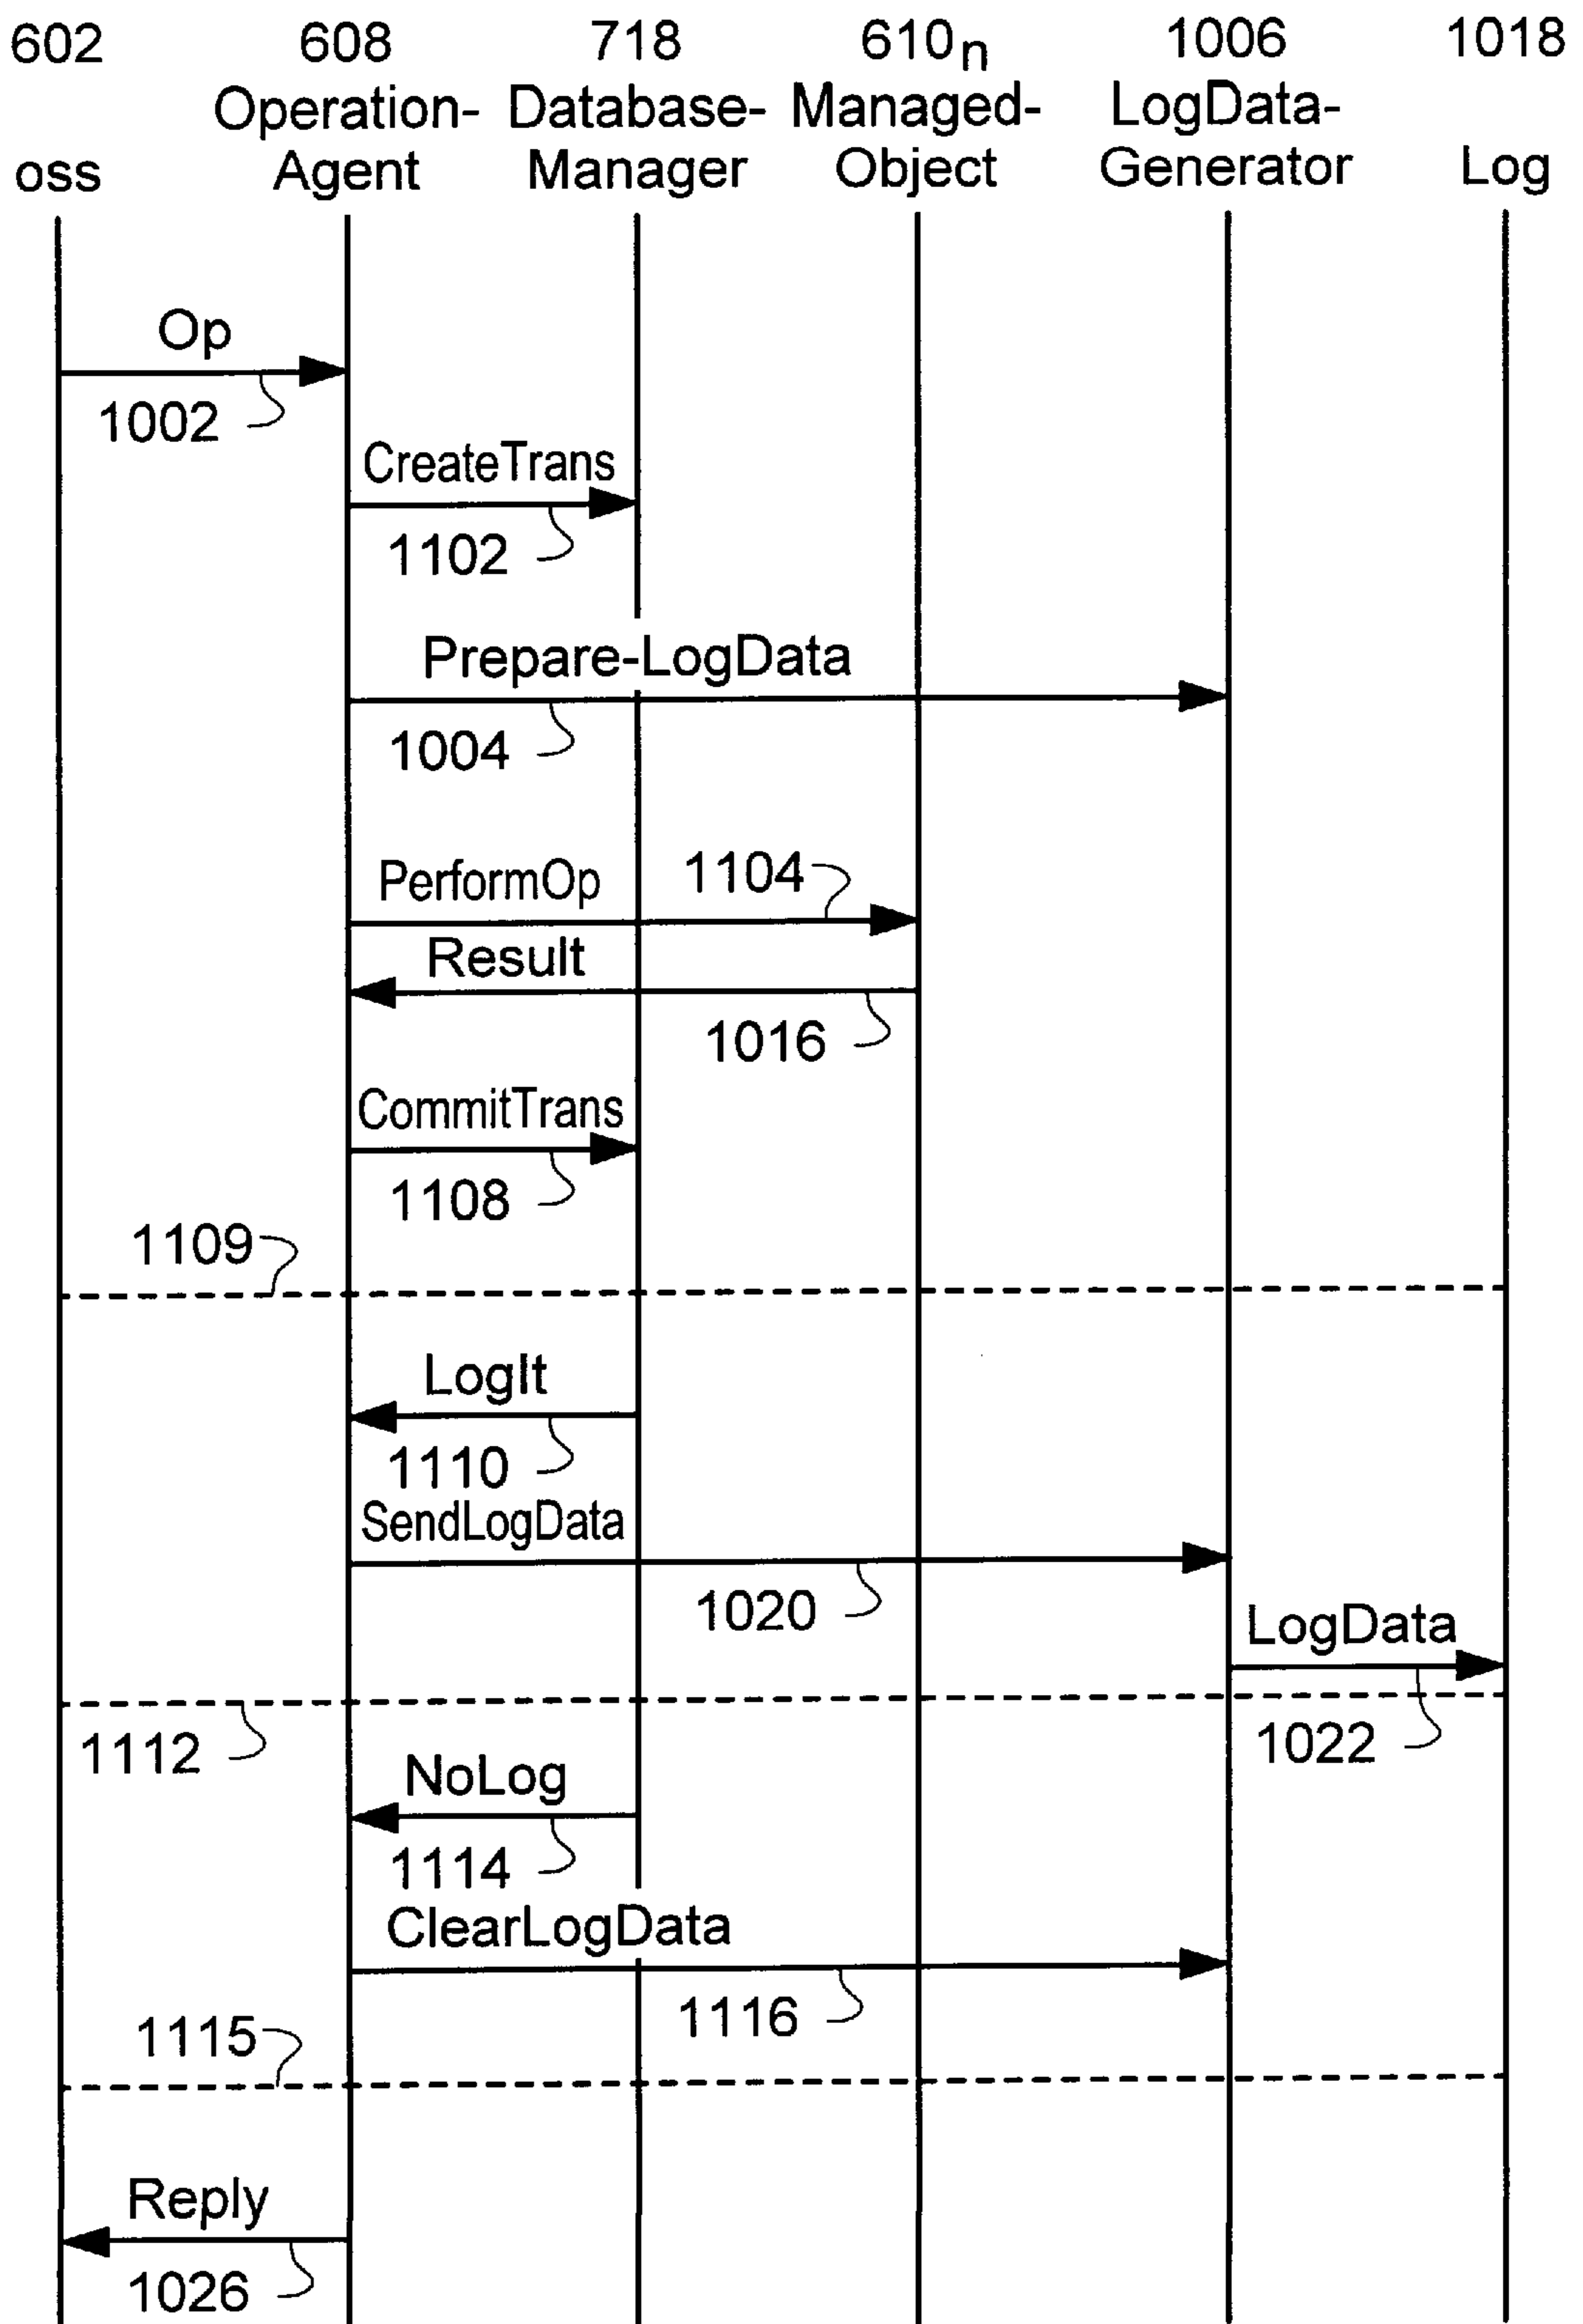 602 608 718 610n 1006 1018
Operation- Database- Managed- LogData-
oss Agent Manager Object Generator Log
Op
1002
CreateTrans
1102
Prepare-LogData
1004
PerformOp 1104
Result
1016
CommitTrans
1108
1109
LogIt
1110
SendLogData
1020
LogData
1112
1022
NoLog
1114
ClearLogData
1116
1115
Reply
1026